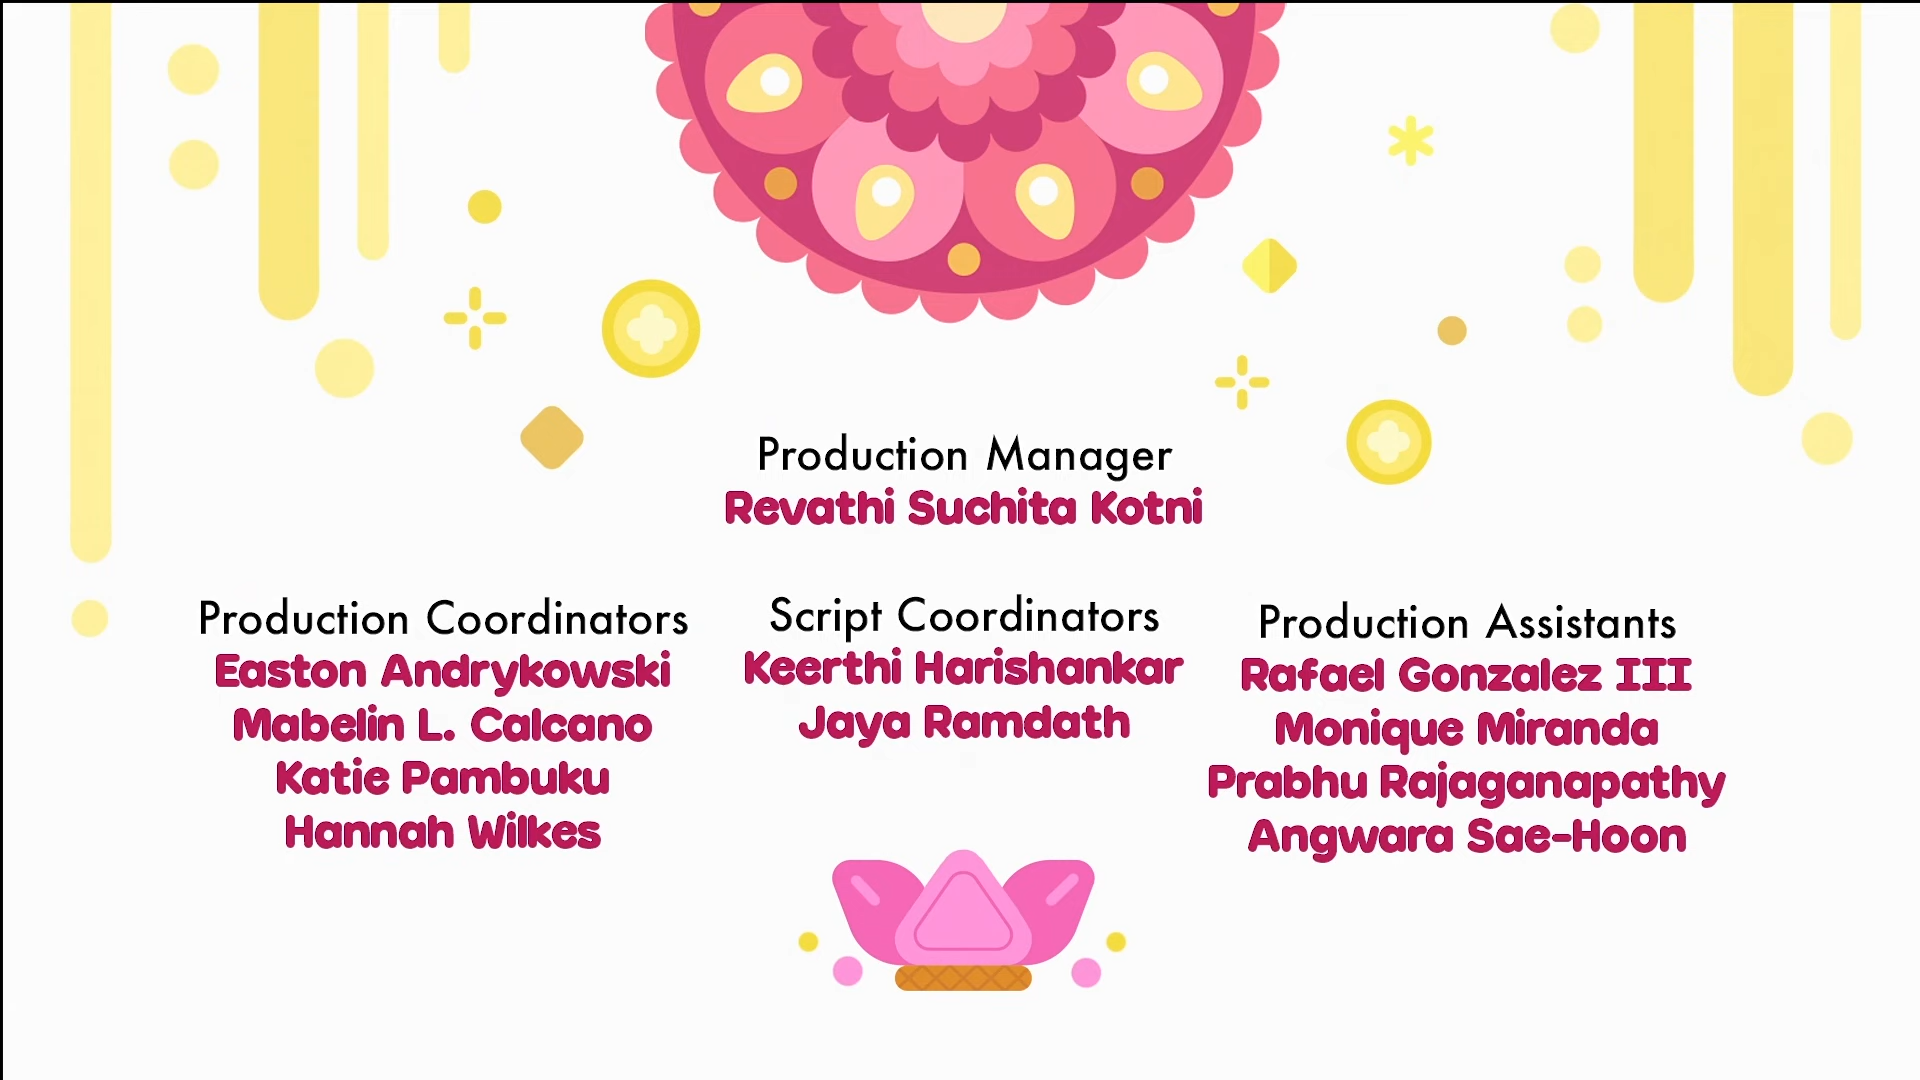 Production Manager
Revathi Suchita Kotni
Production Coordinators
Easton Andrykowski
Mabelin L. Calcano
Katie Pambuku
Hannah Wilkes
Script Coordinators
Keerthi Harishankar
Jaya Ramdath
Production Assistants
Rafael Gonzalez III
Monique Miranda
Prabhu Rajaganapathy
Angwara Sae-Hoon